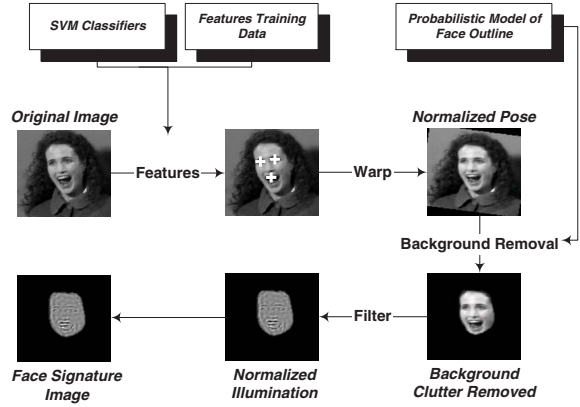 SVM Classifiers
Features Training
Data
Probabilistic Model of
Face Outline
Original Image
Normalized Pose
Features
Warp
Background Removal
Filter
Face Signature
Image
Normalized
Illumination
Background
Clutter Removed